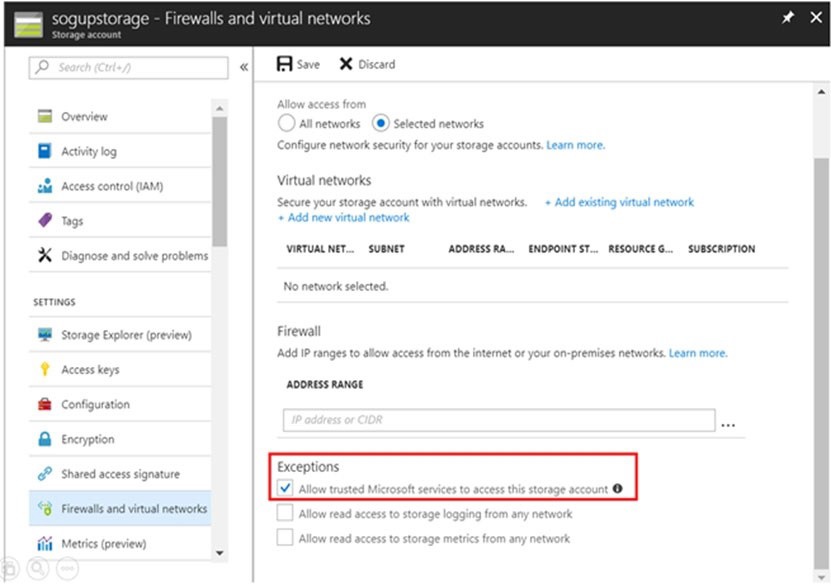 sogupstorage - Firewalls and virtual networks
Storage account
Search (Ctrl+/)
Overview
Activity log
Access control (IAM)
Tags
Diagnose and solve problems
SETTINGS
Storage Explorer (preview)
Access keys
Configuration
Encryption
Shared access signature
Firewalls and virtual networks
Metrics (preview)
Save Discard
Allow access from
All networks Selected networks
Configure network security for your storage accounts. Learn more.
Virtual networks
Secure your storage account with virtual networks. + Add existing virtual network
+ Add new virtual network
VIRTUAL NET... SUBNET ADDRESS RA... ENDPOINT ST... RESOURCE G... SUBSCRIPTION
No network selected.
Firewall
Add IP ranges to allow access from the internet or your on-premises networks. Learn more.
ADDRESS RANGE
IP address or CIDR
...
Exceptions
Allow trusted Microsoft services to access this storage account
Allow read access to storage logging from any network
Allow read access to storage metrics from any network